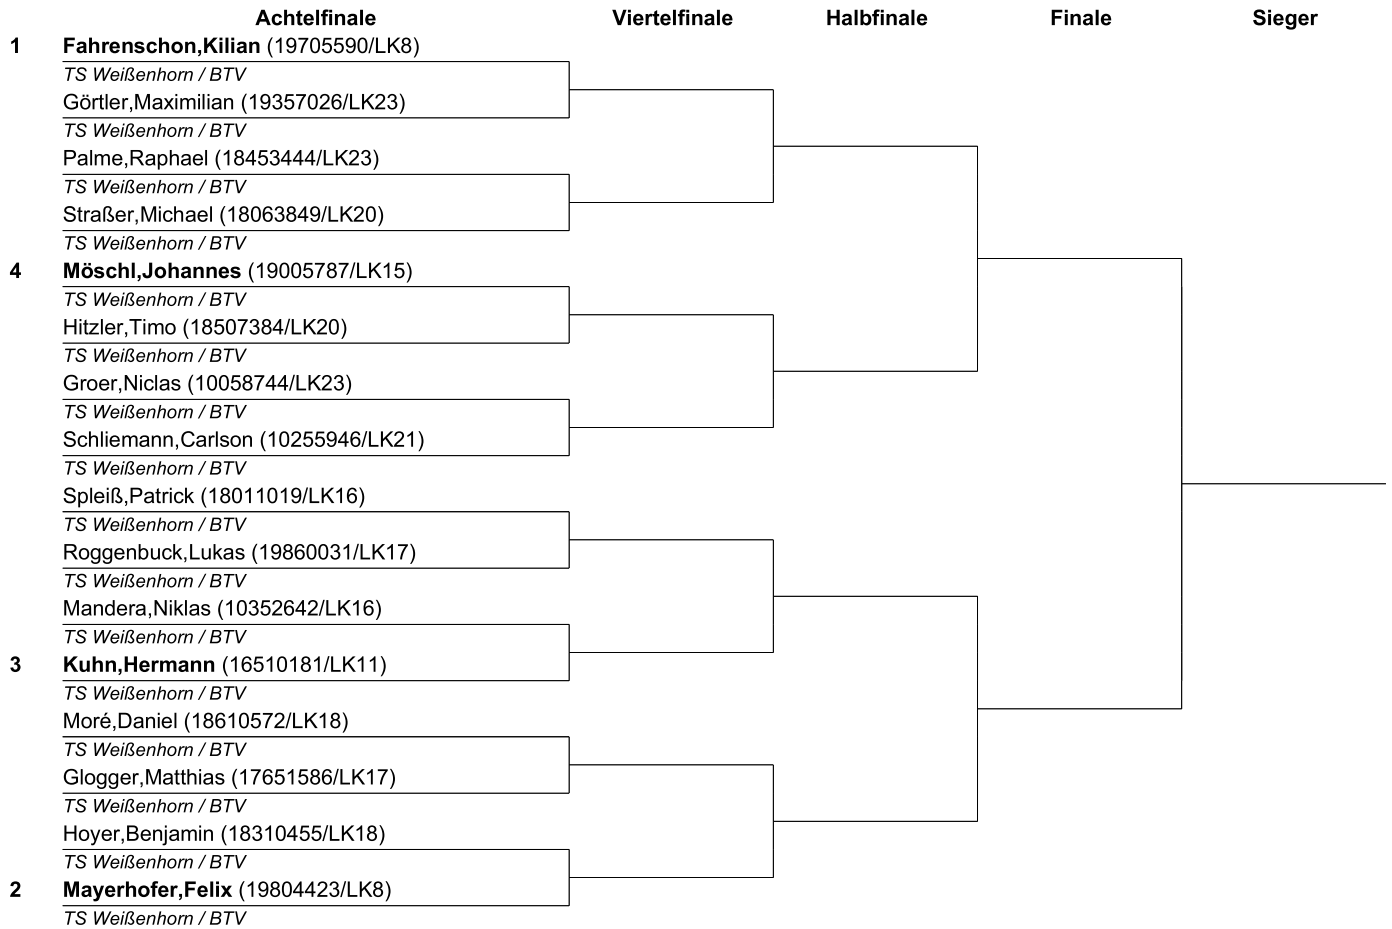 Achtelfinale Viertelfinale Halbfinale Finale Sieger
1 Fahrenschon,Kilian (19705590/LK8)
TS Weißenhorn / BTV
Görtler,Maximilian (19357026/LK23)
TS Weißenhorn / BTV
Palme,Raphael (18453444/LK23)
TS Weißenhorn / BTV
Straßer,Michael (18063849/LK20)
TS Weißenhorn / BTV
4 Möschl,Johannes (19005787/LK15)
TS Weißenhorn / BTV
Hitzler,Timo (18507384/LK20)
TS Weißenhorn / BTV
Groer,Niclas (10058744/LK23)
TS Weißenhorn / BTV
Schliemann,Carlson (10255946/LK21)
TS Weißenhorn / BTV
Spleiß,Patrick (18011019/LK16)
TS Weißenhorn / BTV
Roggenbuck,Lukas (19860031/LK17)
TS Weißenhorn / BTV
Mandera,Niklas (10352642/LK16)
TS Weißenhorn / BTV
3 Kuhn,Hermann (16510181/LK11)
TS Weißenhorn / BTV
Moré,Daniel (18610572/LK18)
TS Weißenhorn / BTV
Glogger,Matthias (17651586/LK17)
TS Weißenhorn / BTV
Hoyer,Benjamin (18310455/LK18)
TS Weißenhorn / BTV
2 Mayerhofer,Felix (19804423/LK8)
TS Weißenhorn / BTV